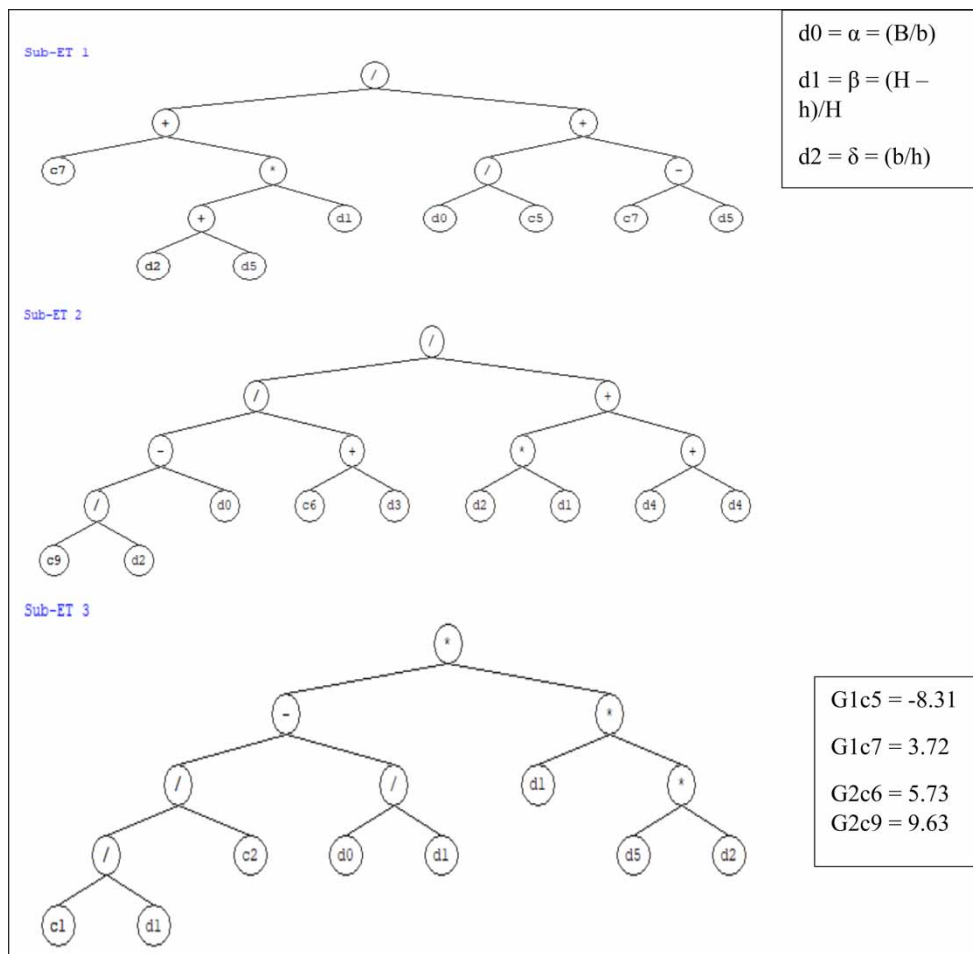 Sub-ET 1
/
+ +
c7 * / -
+ d1 d0 c5 c7 d5
d2 d5
d0 = α = (B/b)
d1 = β = (H –
h)/H
d2 = δ = (b/h)
Sub-ET 2
/
/ +
- + * +
/ d0 c6 d3 d2 d1 d4 d4
c9 d2
Sub-ET 3
*
- *
/ / d1 *
/ c2 d0 d1 d5 d2
c1 d1
G1c5 = -8.31
G1c7 = 3.72
G2c6 = 5.73
G2c9 = 9.63